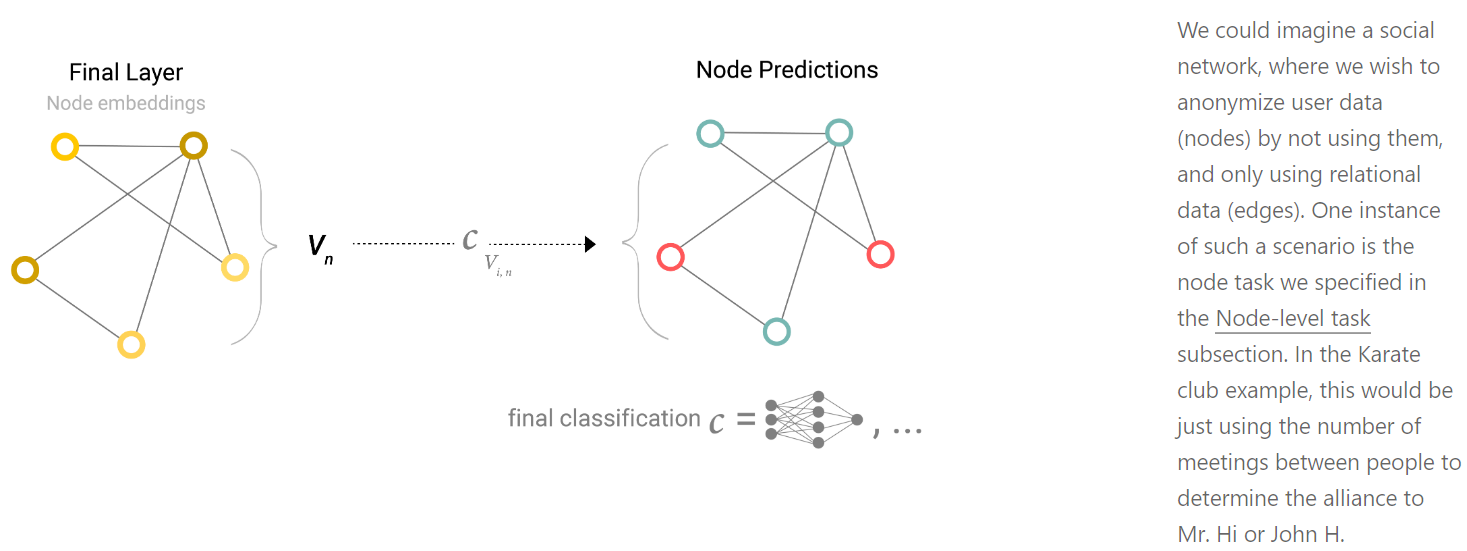 Final Layer
Node embeddings
Node Predictions
Vn
c
Vi,n
final classification c = , ...
We could imagine a social
network, where we wish to
anonymize user data
(nodes) by not using them,
and only using relational
data (edges). One instance
of such a scenario is the
node task we specified in
the Node-level task
subsection. In the Karate
club example, this would be
just using the number of
meetings between people to
determine the alliance to
Mr. Hi or John H.